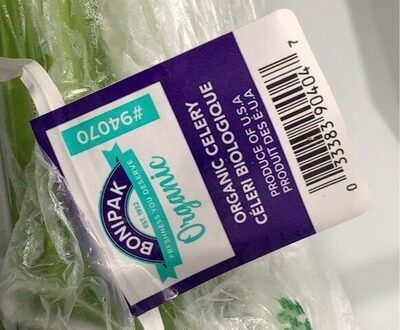 #94070
BONIPAK
EST 1932
FRESHNESS YOU DESERVE
Organic
ORGANIC CELERY
CÉLERI BIOLOGIQUE
PRODUCE OF U.S.A
PRODUIT DES É.U.A
0 33383 90404 7